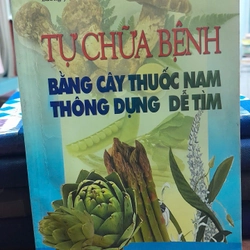 TỰ CHỮA BỆNH
BẰNG CÂY THUỐC NAM
THÔNG DỤNG DỄ TÌM